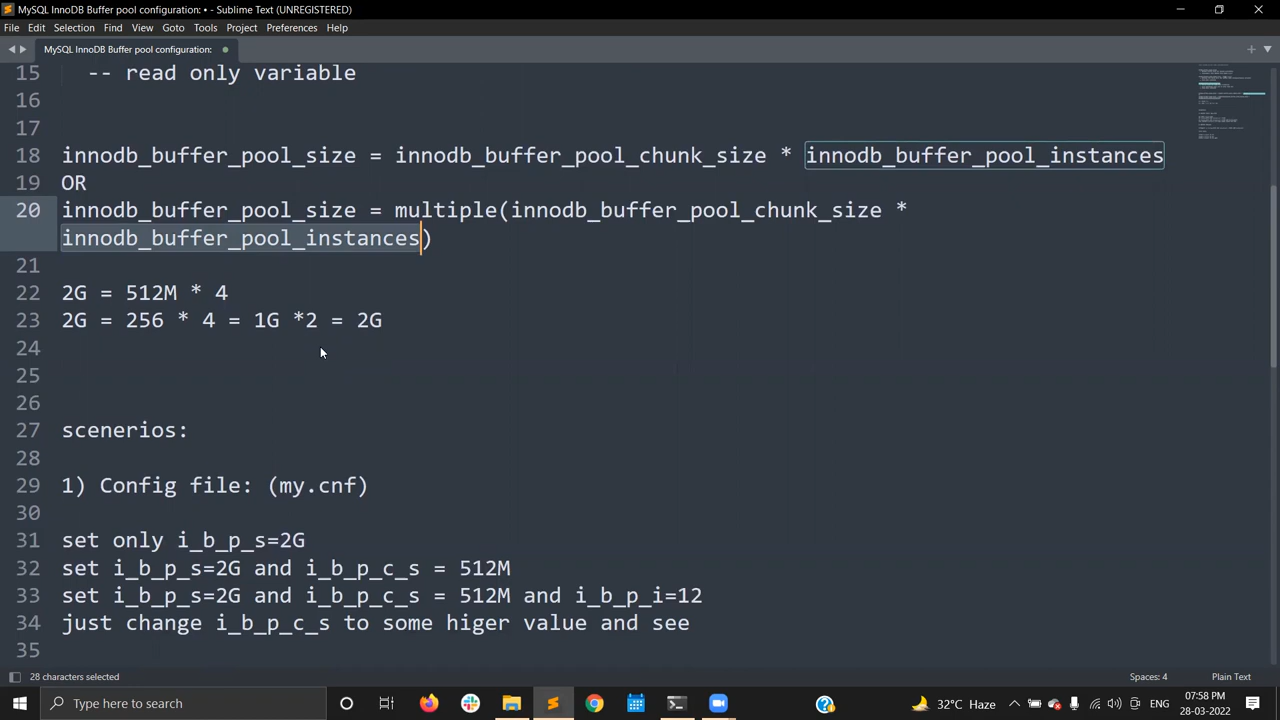 MySQL InnoDB Buffer pool configuration: • - Sublime Text (UNREGISTERED)
File Edit Selection Find View Goto Tools Project Preferences Help
MySQL InnoDB Buffer pool configuration:
15 -- read only variable
16
17
18 innodb_buffer_pool_size = innodb_buffer_pool_chunk_size * innodb_buffer_pool_instances
19 OR
20 innodb_buffer_pool_size = multiple(innodb_buffer_pool_chunk_size *
innodb_buffer_pool_instances)
21
22 2G = 512M * 4
23 2G = 256 * 4 = 1G *2 = 2G
24
25
26
27 scenerios:
28
29 1) Config file: (my.cnf)
30
31 set only i_b_p_s=2G
32 set i_b_p_s=2G and i_b_p_c_s = 512M
33 set i_b_p_s=2G and i_b_p_c_s = 512M and i_b_p_i=12
34 just change i_b_p_c_s to some higer value and see
35
28 characters selected Spaces: 4 Plain Text
Type here to search 32°C Haze ENG 07:58 PM
28-03-2022